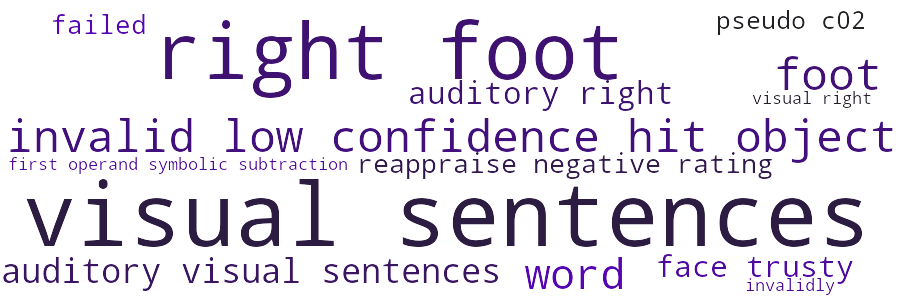 failed
right foot
pseudo c02
foot
auditory right
visual right
invalid low confidence hit object
first operand symbolic subtraction
reappraise negative rating
visual sentences
auditory visual sentences
word
face trusty
invalidly